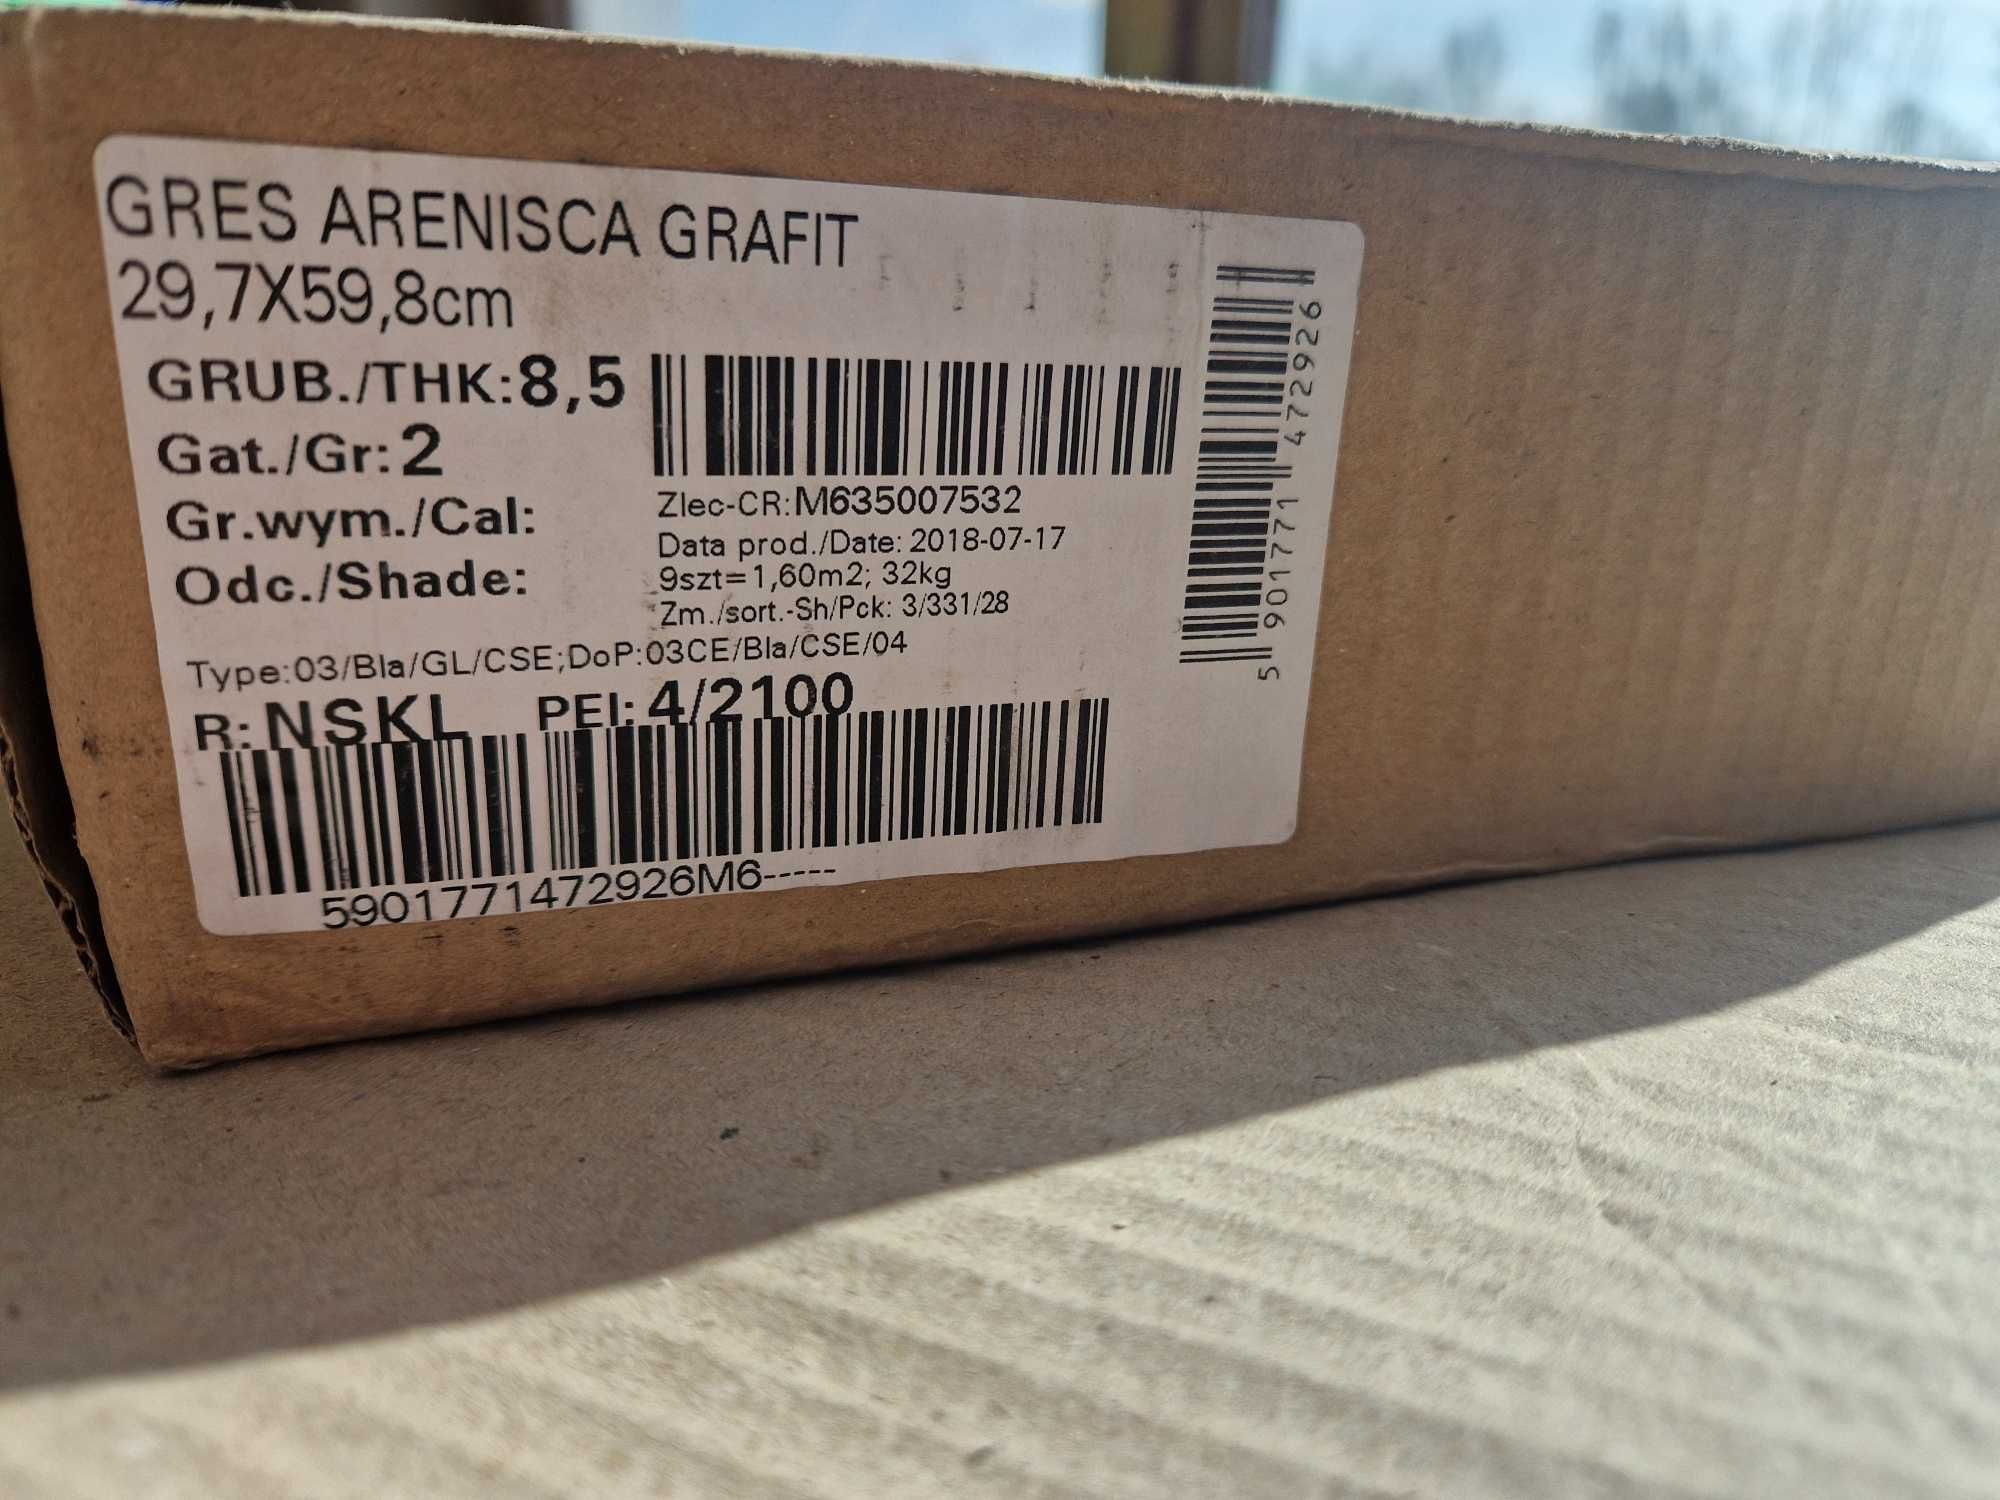 GRES ARENISCA GRAFIT
29,7X59,8cm
GRUB./THK:8,5
Gat./Gr:2
Gr.wym./Cal:
Odc./Shade:
Zlec-CR:M635007532
Data prod./Date: 2018-07-17
9szt=1,60m2; 32kg
Zm./sort.-Sh/Pck: 3/331/28
Type:03/Bla/GL/CSE;DoP:03CE/Bla/CSE/04
R: NSKL PEI: 4/2100
5901771472926M6-----
5 901771 472926